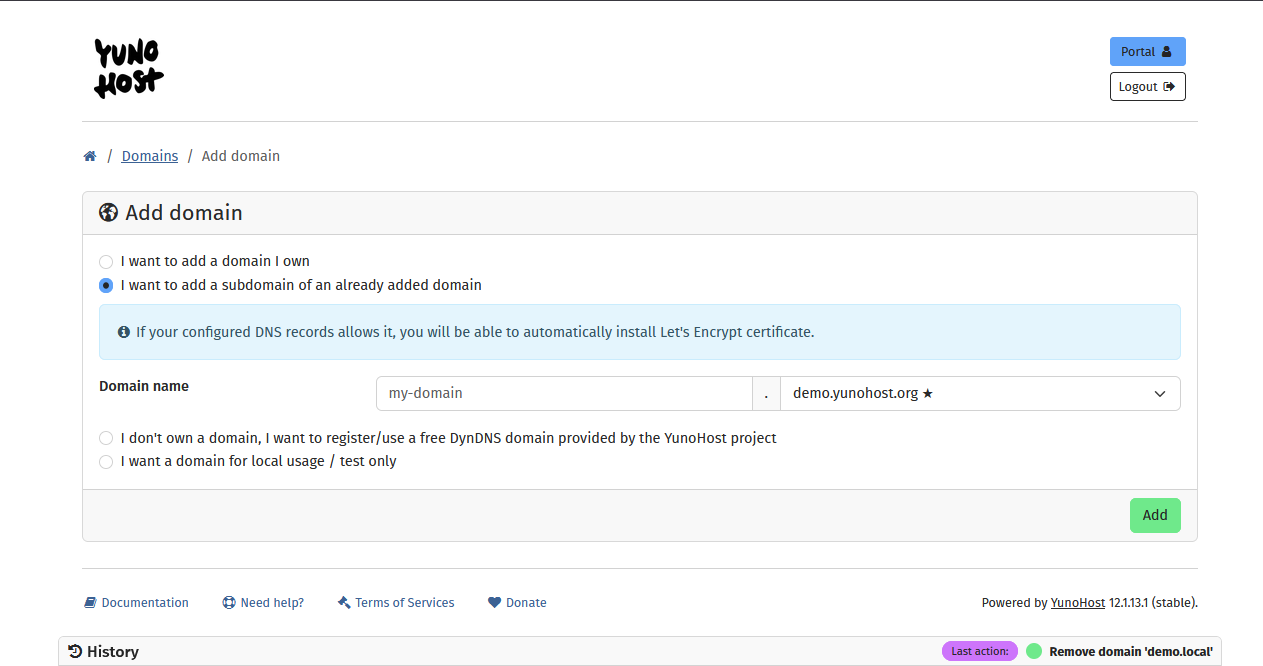 YUNO
HOST
Portal
Logout
/ Domains / Add domain
Add domain
I want to add a domain I own
I want to add a subdomain of an already added domain
If your configured DNS records allows it, you will be able to automatically install Let's Encrypt certificate.
Domain name my-domain . demo.yunohost.org ★
I don't own a domain, I want to register/use a free DynDNS domain provided by the YunoHost project
I want a domain for local usage / test only
Add
Documentation Need help? Terms of Services Donate Powered by YunoHost 12.1.13.1 (stable).
History Last action: Remove domain 'demo.local'